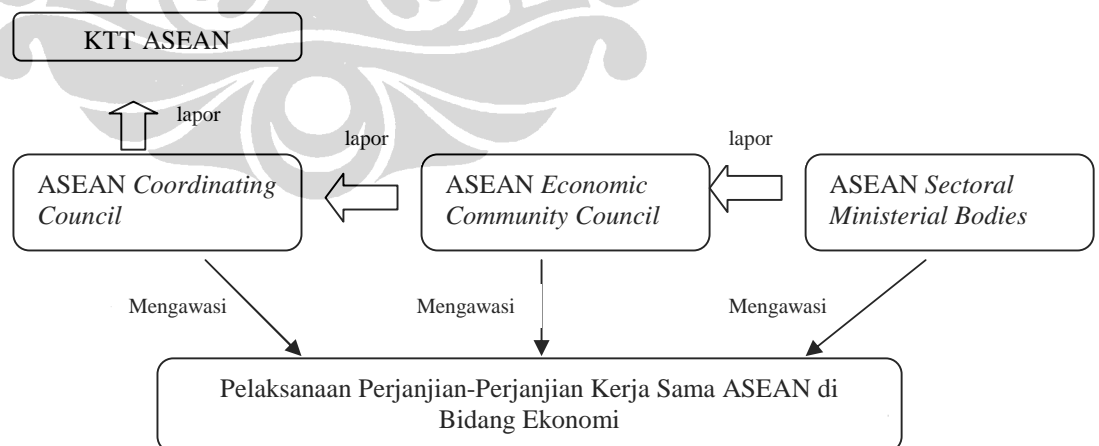 KTT ASEAN
lapor
lapor
lapor
ASEAN Coordinating
Council
ASEAN Economic
Community Council
ASEAN Sectoral
Ministerial Bodies
Mengawasi
Mengawasi
Mengawasi
Pelaksanaan Perjanjian-Perjanjian Kerja Sama ASEAN di
Bidang Ekonomi